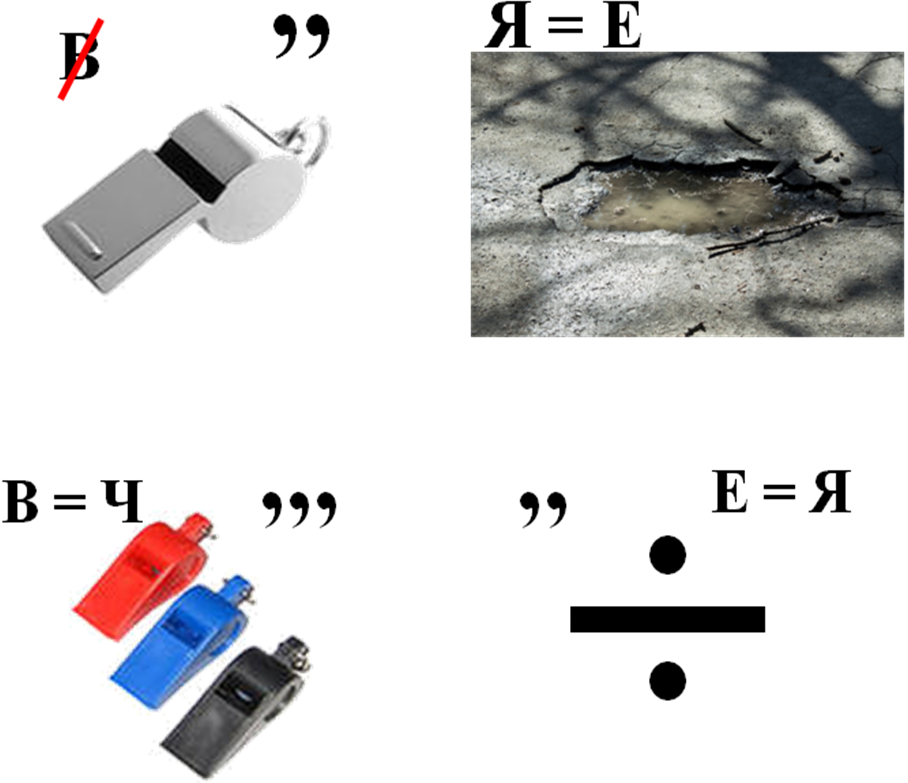 В ,, Я = Е
В = Ч ,,, ,, Е = Я